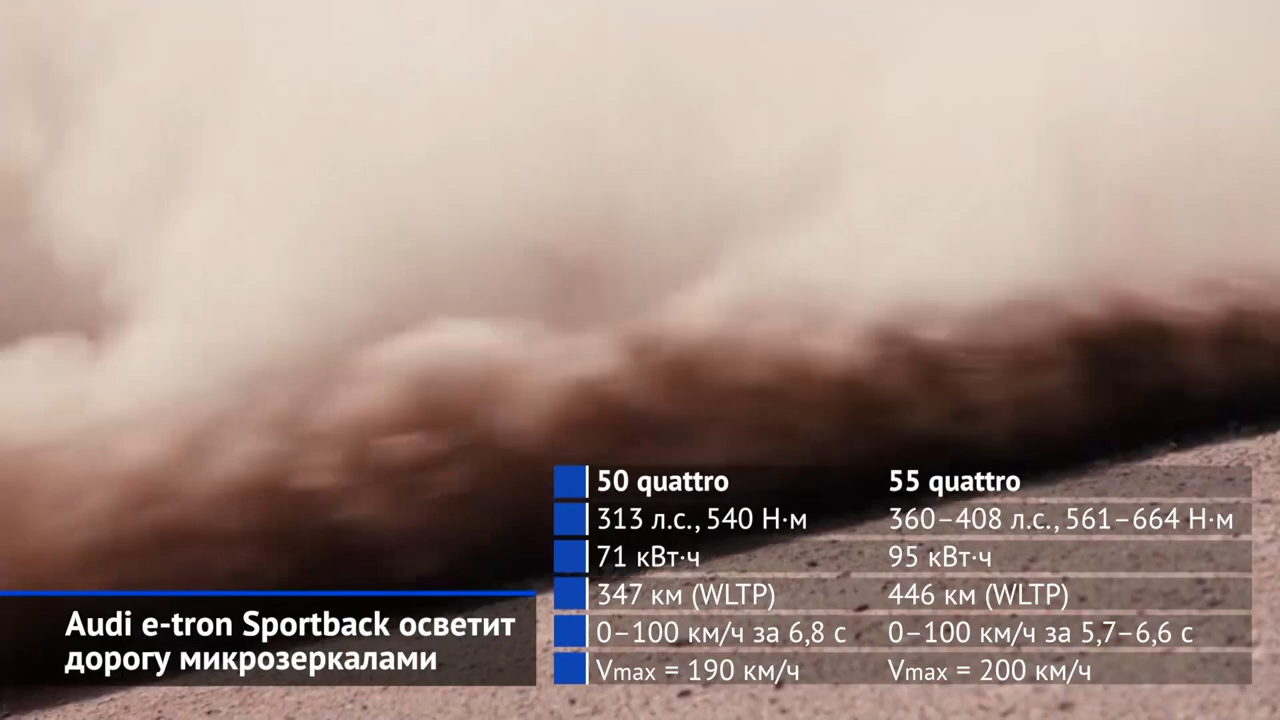 50 quattro 55 quattro
313 л.с., 540 Н·м 360–408 л.с., 561–664 Н·м
71 кВт·ч 95 кВт·ч
347 км (WLTP) 446 км (WLTP)
0–100 км/ч за 6,8 с 0–100 км/ч за 5,7–6,6 с
Vmax = 190 км/ч Vmax = 200 км/ч
Audi e-tron Sportback осветит
дорогу микрозеркалами